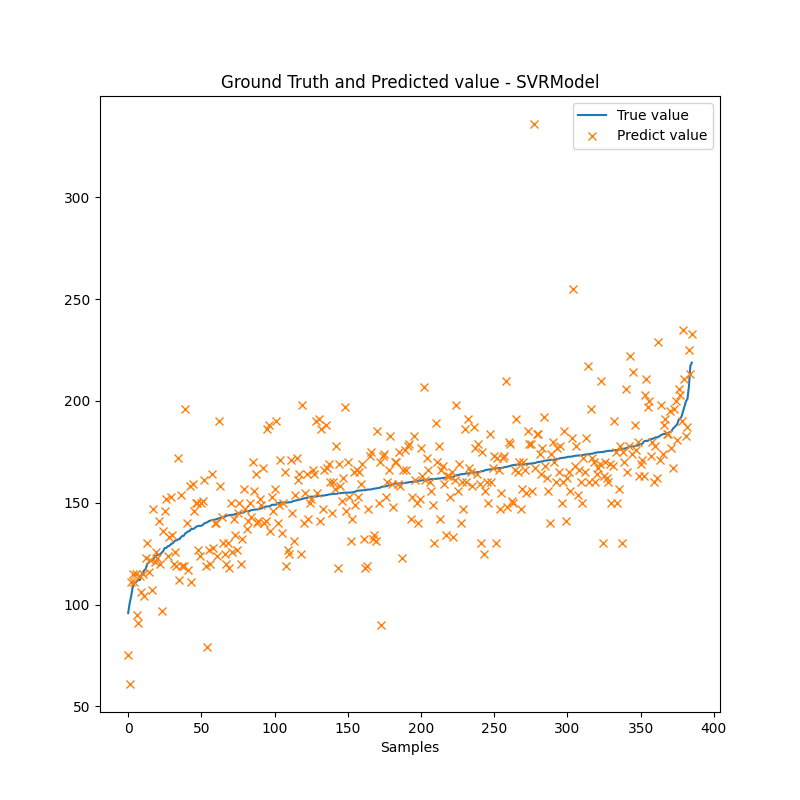 Ground Truth and Predicted value - SVRModel
True value
Predict value
300
250
200
150
100
50
0 50 100 150 200 250 300 350 400
Samples